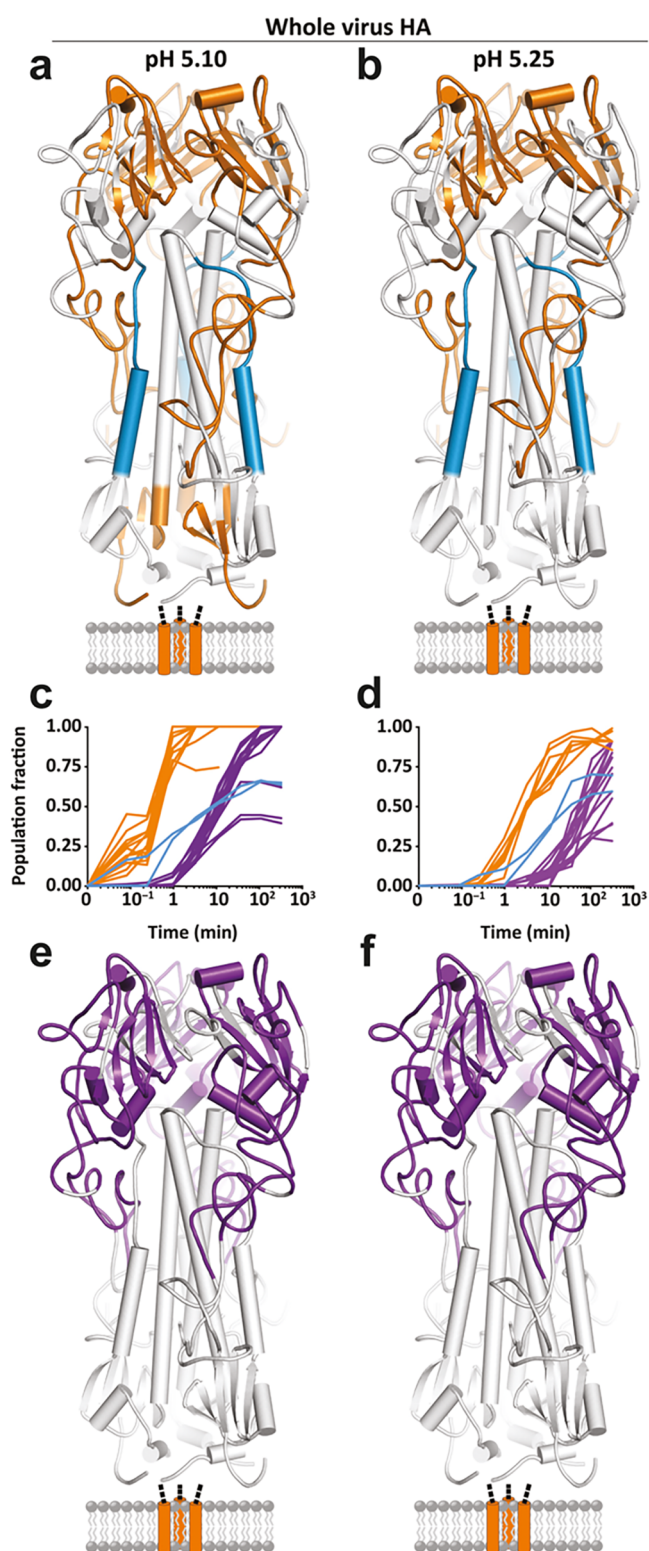 Whole virus HA
a pH 5.10 b pH 5.25
c d
Population fraction
1.00 1.00
0.75 0.75
0.50 0.50
0.25 0.25
0.00 0.00
0 10⁻¹ 1 10 10² 10³ 0 10⁻¹ 1 10 10² 10³
Time (min) Time (min)
e f